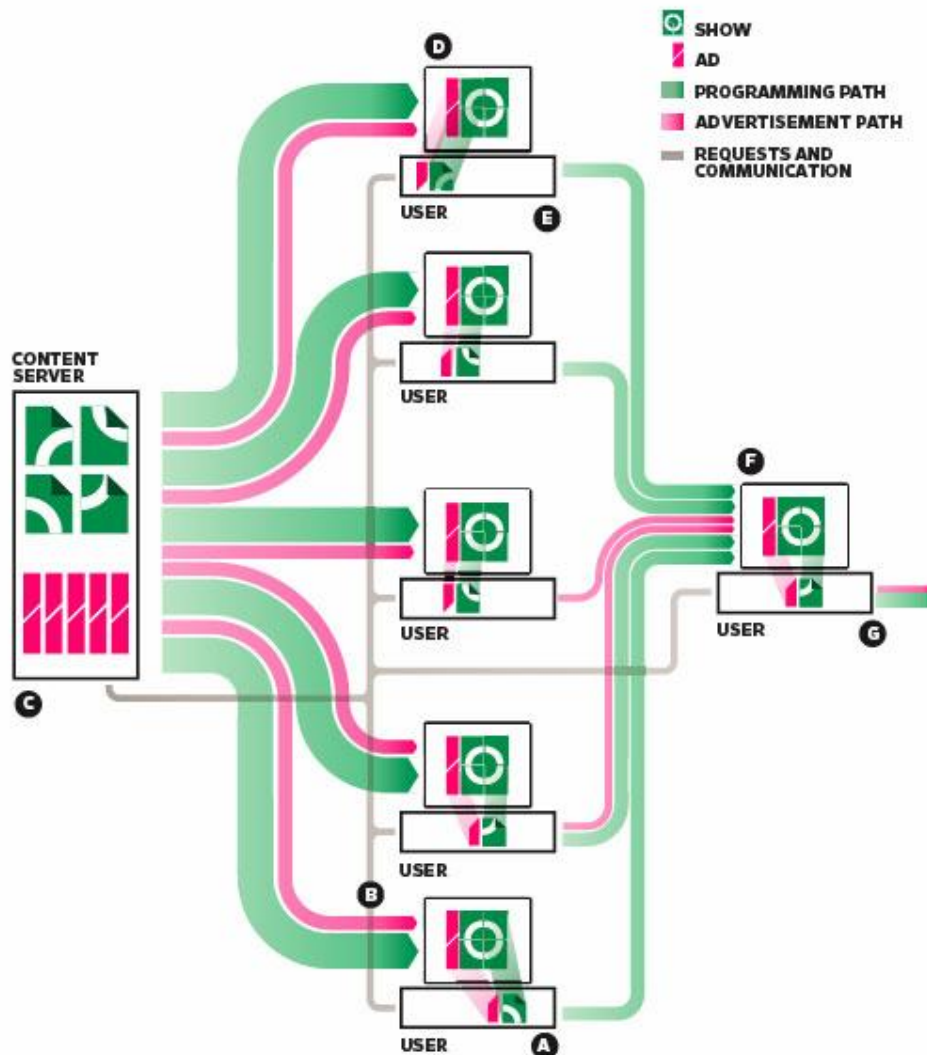 D
SHOW
AD
PROGRAMMING PATH
ADVERTISEMENT PATH
REQUESTS AND
COMMUNICATION
USER
E
USER
CONTENT
SERVER
F
USER
USER
G
C
USER
B
USER
A